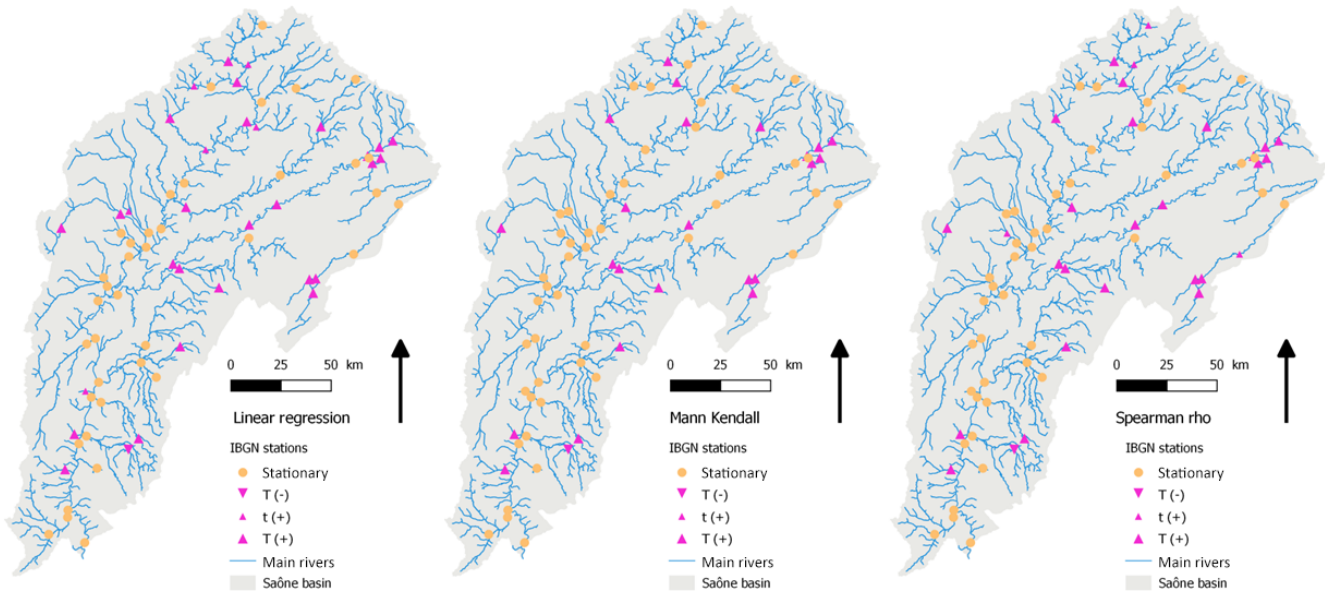 0 25 50 km
Linear regression
IBGN stations
Stationary
T (-)
t (+)
T (+)
Main rivers
Saône basin
0 25 50 km
Mann Kendall
IBGN stations
Stationary
T (-)
t (+)
T (+)
Main rivers
Saône basin
0 25 50 km
Spearman rho
IBGN stations
Stationary
T (-)
t (+)
T (+)
Main rivers
Saône basin